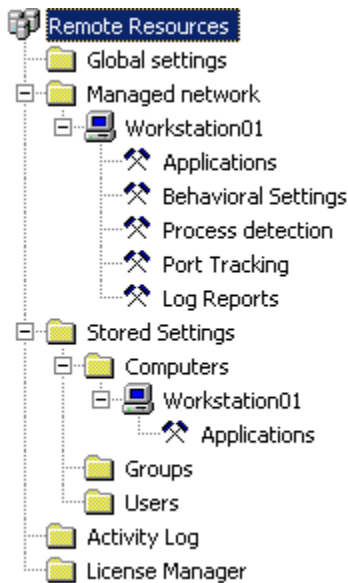 Remote Resources
Global settings
Managed network
Workstation01
Applications
Behavioral Settings
Process detection
Port Tracking
Log Reports
Stored Settings
Computers
Workstation01
Applications
Groups
Users
Activity Log
License Manager